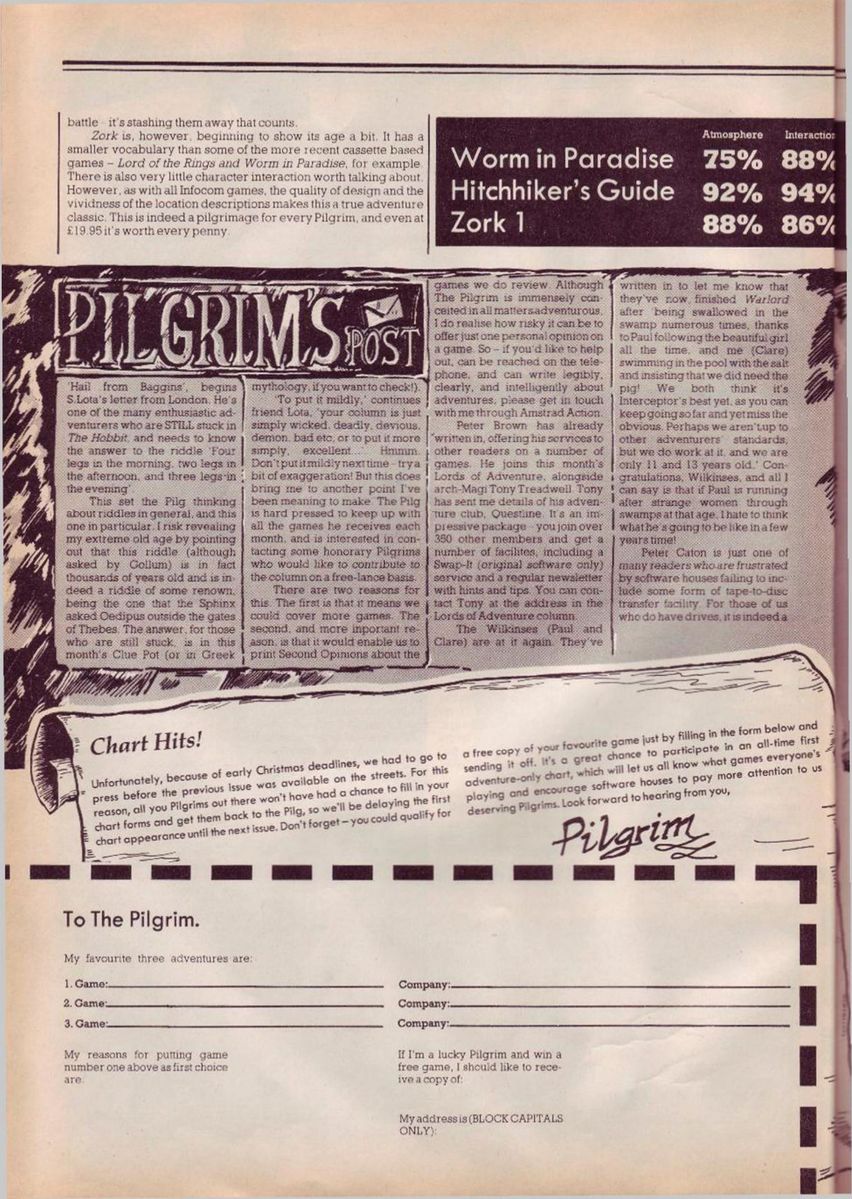 battle – it's stashing them away that counts.
Zork is, however, beginning to show its age a bit. It has a
smaller vocabulary than some of the more recent cassette based
games – Lord of the Rings and Worm in Paradise, for example.
There is also very little character interaction worth talking about.
However, as with all Infocom games, the quality of design and the
vividness of the location descriptions makes this a true adventure
classic. This is indeed a pilgrimage for every Pilgrim, and even at
£19.95 it's worth every penny.
Atmosphere Interaction
Worm in Paradise 75% 88%
Hitchhiker's Guide 92% 94%
Zork 1 88% 86%
PILGRIM'S POST
'Hail from Baggins', begins
S.Lota's letter from London. He's
one of the many enthusiastic ad-
venturers who are STILL stuck in
The Hobbit, and needs to know
the answer to the riddle 'Four
legs in the morning, two legs in
the afternoon, and three legs in
the evening'.
This set the Pilg thinking
about riddles in general, and this
one in particular. I risk revealing
my extreme old age by pointing
out that this riddle (although
asked by Gollum) is in fact
thousands of years old and is in-
deed a riddle of some renown,
being the one that the Sphinx
asked Oedipus outside the gates
of Thebes. The answer, for those
who are still stuck, is in this
month's Clue Pot (or in Greek
mythology, if you want to check!).
'To put it mildly,' continues
friend Lota, 'your column is just
simply wicked, deadly, devious,
demon, bad etc, or to put it more
simply, excellent...' Hmmm.
Don't put it mildly next time – try a
bit of exaggeration! But this does
bring me to another point I've
been meaning to make. The Pilg
is hard pressed to keep up with
all the games he receives each
month, and is interested in con-
tacting some honorary Pilgrims
who would like to contribute to
the column on a free-lance basis.
There are two reasons for
this. The first is that it means we
could cover more games. The
second, and more inportant re-
ason, is that it would enable us to
print Second Opinions about the
games we do review. Although
The Pilgrim is immensely con-
ceited in all matters adventurous,
I do realise how risky it can be to
offer just one personal opinion on
a game. So – if you'd like to help
out, can be reached on the tele-
phone, and can write legibly,
clearly, and intelligently about
adventures, please get in touch
with me through Amstrad Action.
Peter Brown has already
written in, offering his services to
other readers on a number of
games. He joins this month's
Lords of Adventure, alongside
arch-Magi Tony Treadwell. Tony
has sent me details of his adven-
ture club, Questline. It's an im-
pressive package – you join over
350 other members and get a
number of facilites, including a
Swap-It (original software only)
service and a regular newsletter
with hints and tips. You can con-
tact Tony at the address in the
Lords of Adventure column.
The Wilkinses (Paul and
Clare) are at it again. They've
written in to let me know that
they've now, finished Warlord
after 'being swallowed in the
swamp numerous times, thanks
to Paul following the beautiful girl
all the time, and me (Clare)
swimming in the pool with the salt
and insisting that we did need the
pig! We both think it's
Interceptor's best yet, as you can
keep going so far and yet miss the
obvious. Perhaps we aren't up to
other adventurers' standards,
but we do work at it, and we are
only 11 and 13 years old.' Con-
gratulations, Wilkinses, and all I
can say is that if Paul is running
after strange women through
swamps at that age, I hate to think
what he's going to be like in a few
years time!
Peter Caton is just one of
many readers who are frustrated
by software houses failing to inc-
lude some form of tape-to-disc
transfer facility. For those of us
who do have drives, it is indeed a
Chart Hits!
Unfortunately, because of early Christmas deadlines, we had to go to
press before the previous issue was available on the streets. For this
reason, all you Pilgrims out there won't have had a chance to fill in your
chart forms and get them back to the Pilg, so we'll be delaying the first
chart appearance until the next issue. Don't forget – you could qualify for
a free copy of your favourite game just by filling in the form below and
sending it off. It's a great chance to participate in an all-time first
adventure-only chart, which will let us all know what games everyone's
playing and encourage software houses to pay more attention to us
deserving Pilgrims. Look forward to hearing from you,
Pilgrim
To The Pilgrim.
My favourite three adventures are:
1. Game: Company:
2. Game: Company:
3. Game: Company:
My reasons for putting game
number one above as first choice
are:
If I'm a lucky Pilgrim and win a
free game, I should like to rece-
ive a copy of:
My address is (BLOCK CAPITALS
ONLY):